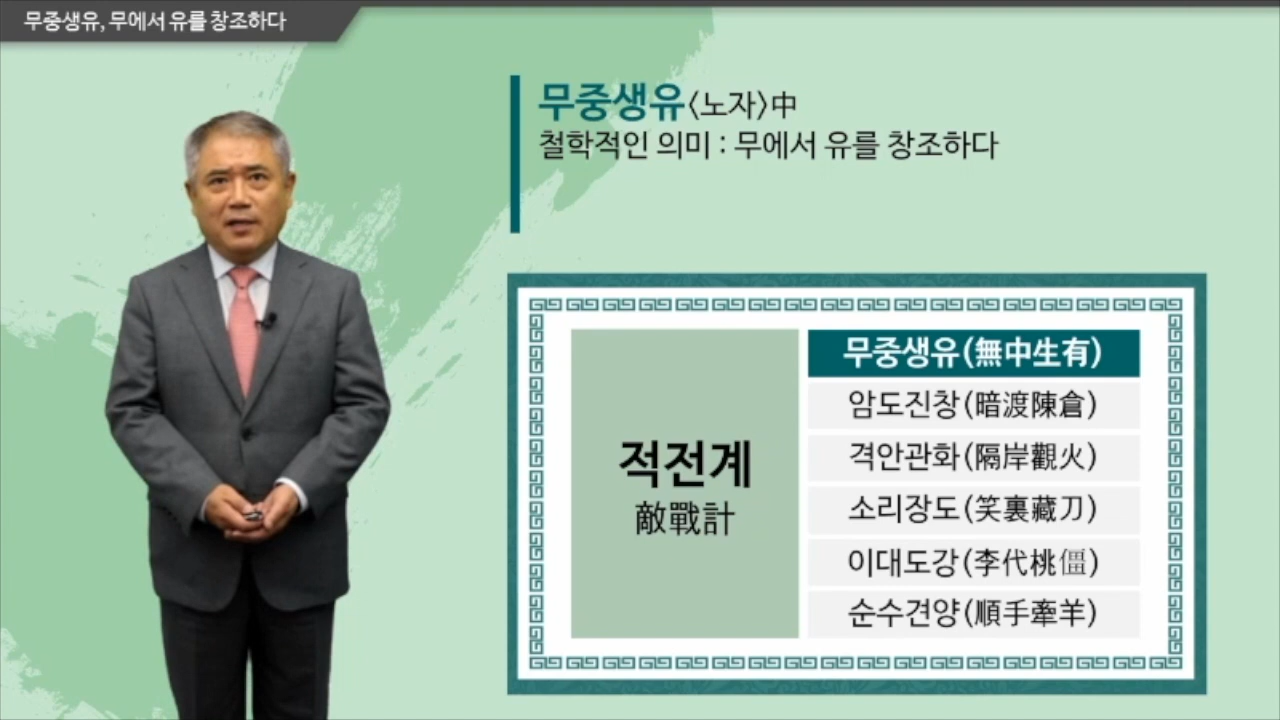 무중생유, 무에서 유를 창조하다
무중생유〈노자〉中
철학적인 의미 : 무에서 유를 창조하다
적전계
敵戰計
무중생유(無中生有)
암도진창(暗渡陳倉)
격안관화(隔岸觀火)
소리장도(笑裏藏刀)
이대도강(李代桃僵)
순수견양(順手牽羊)